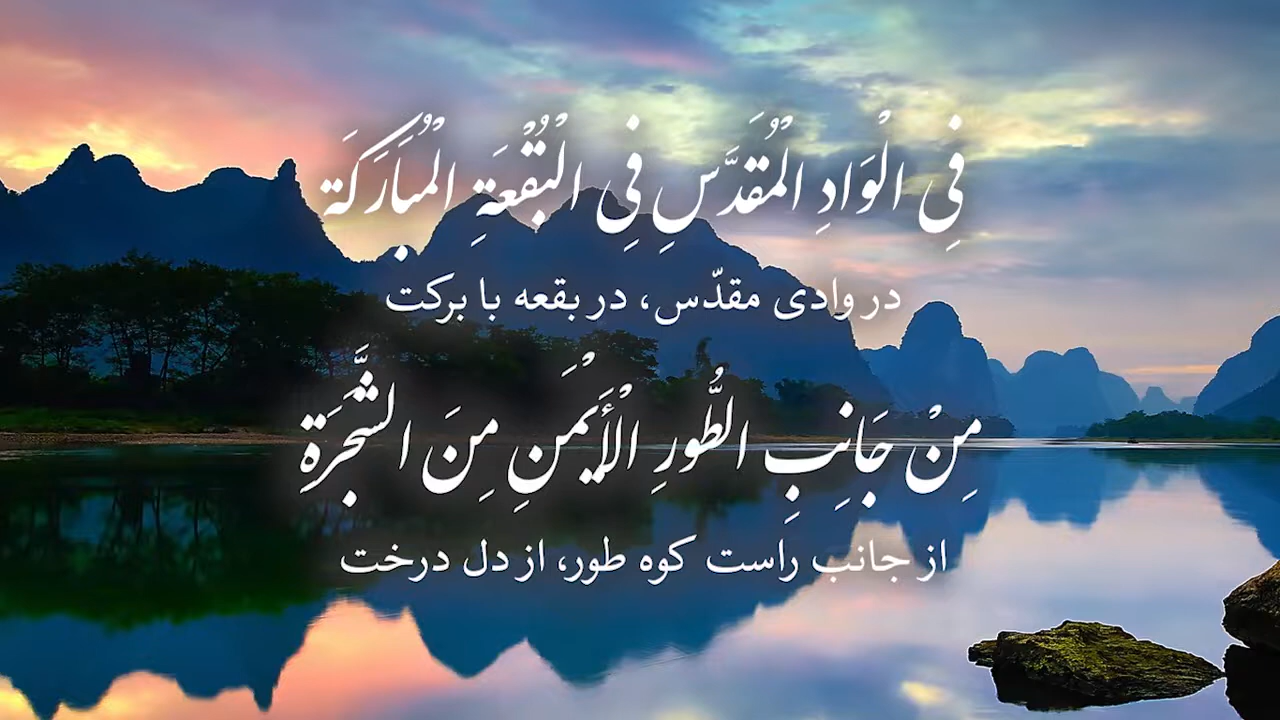 فِی الْوَادِ الْمُقَدَّسِ فِی الْبُقْعَةِ الْمُبَارَکَةِ
در وادی مقدّس، در بقعه با برکت
مِنْ جَانِبِ الطُّورِ الْأَیْمَنِ مِنَ الشَّجَرَةِ
از جانب راست کوه طور، از دل درخت